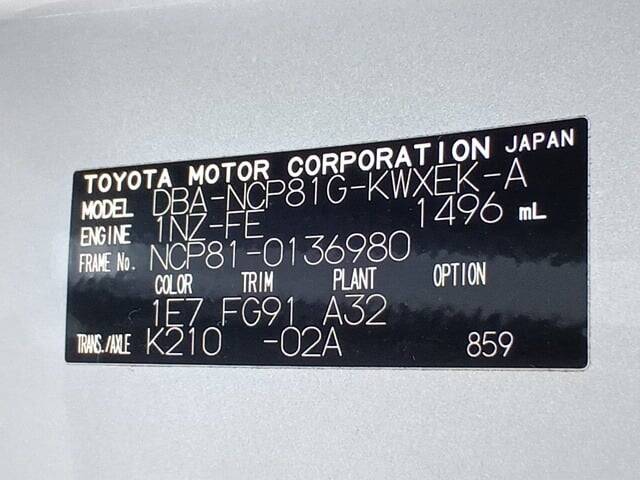 TOYOTA MOTOR CORPORATION JAPAN
MODEL DBA-NCP81G-KWXEK-A
ENGINE 1NZ-FE 1496 mL
FRAME No. NCP81-0136980
COLOR TRIM PLANT OPTION
1E7 FG91 A32
TRANS./AXLE K210 -02A 859